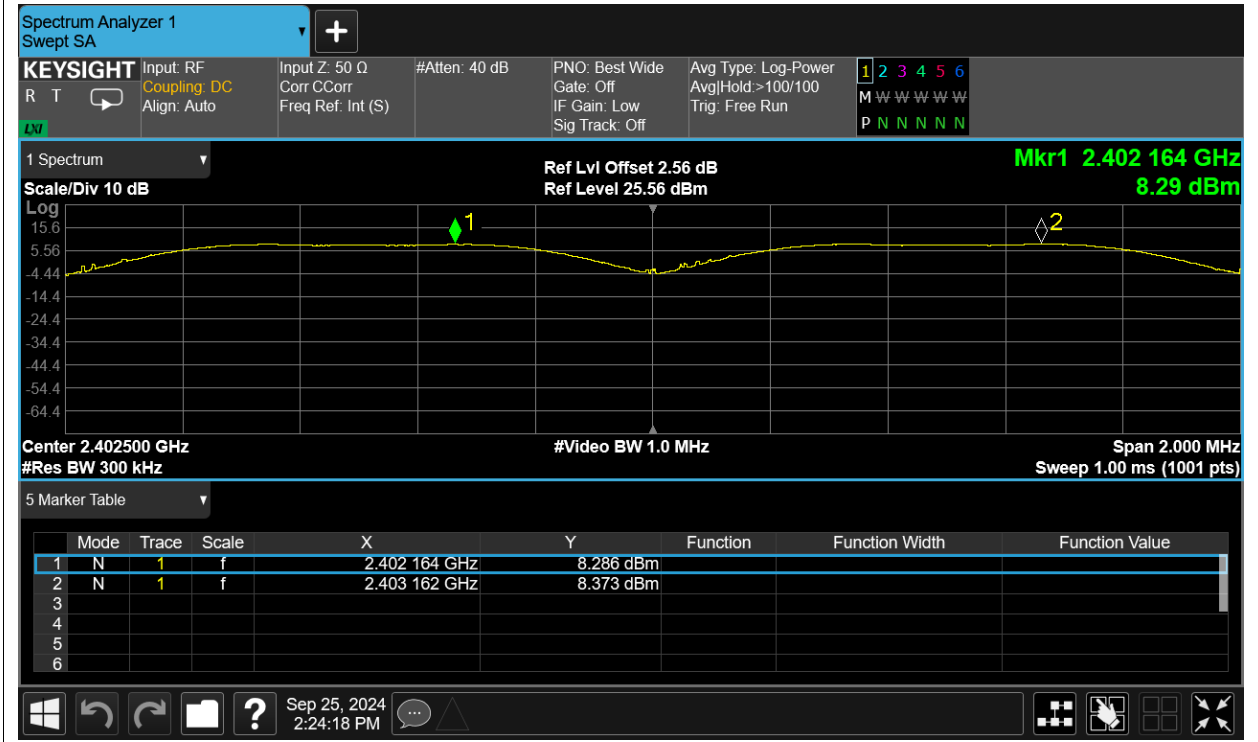 Spectrum Analyzer 1
Swept SA
+
KEYSIGHT
R T
LXI
Input: RF
Coupling: DC
Align: Auto
Input Z: 50 Ω
Corr CCorr
Freq Ref: Int (S)
#Atten: 40 dB
PNO: Best Wide
Gate: Off
IF Gain: Low
Sig Track: Off
Avg Type: Log-Power
Avg|Hold:>100/100
Trig: Free Run
1 2 3 4 5 6
M W W W W W
P N N N N N
1 Spectrum
Scale/Div 10 dB
Ref Lvl Offset 2.56 dB
Ref Level 25.56 dBm
Mkr1 2.402 164 GHz
8.29 dBm
Log
15.6
5.56
-4.44
-14.4
-24.4
-34.4
-44.4
-54.4
-64.4
1
2
Center 2.402500 GHz
#Res BW 300 kHz
#Video BW 1.0 MHz
Span 2.000 MHz
Sweep 1.00 ms (1001 pts)
5 Marker Table
Mode Trace Scale X Y Function Function Width Function Value
1 N 1 f 2.402 164 GHz 8.286 dBm
2 N 1 f 2.403 162 GHz 8.373 dBm
3
4
5
6
?
Sep 25, 2024
2:24:18 PM